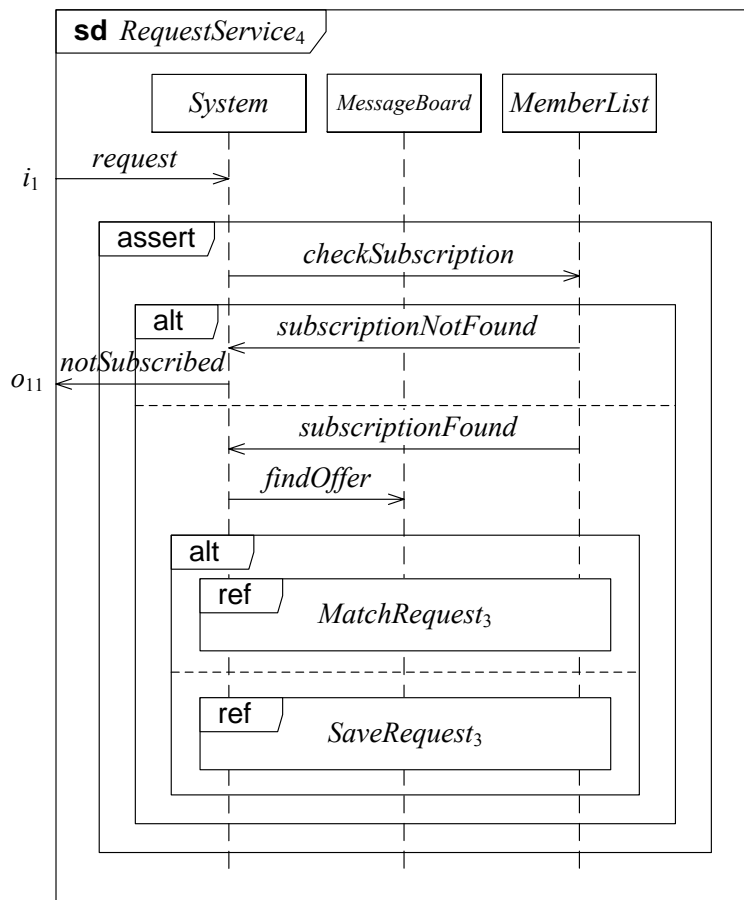 sd RequestService4
System MessageBoard MemberList
request
i1
assert
checkSubscription
alt
subscriptionNotFound
notSubscribed
o11
subscriptionFound
findOffer
alt
ref
MatchRequest3
ref
SaveRequest3